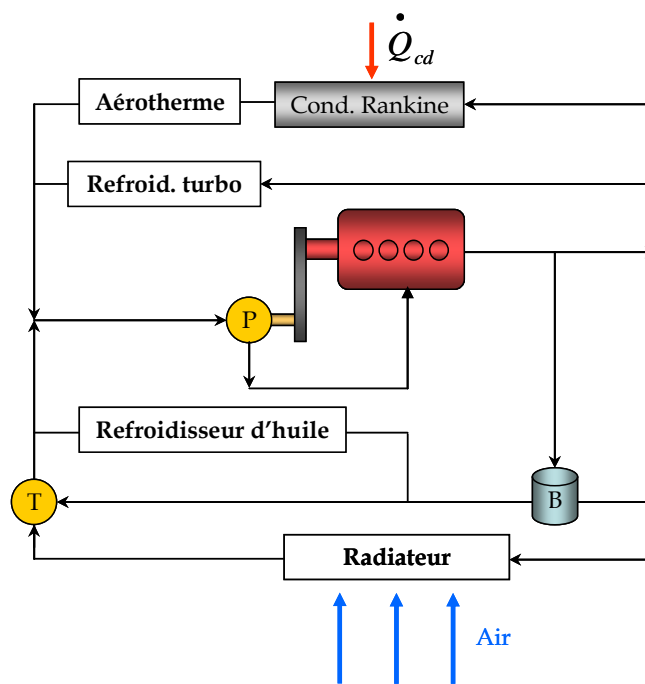 Q̇cd
Aérotherme
Cond. Rankine
Refroid. turbo
P
Refroidisseur d'huile
T
B
Radiateur
Air